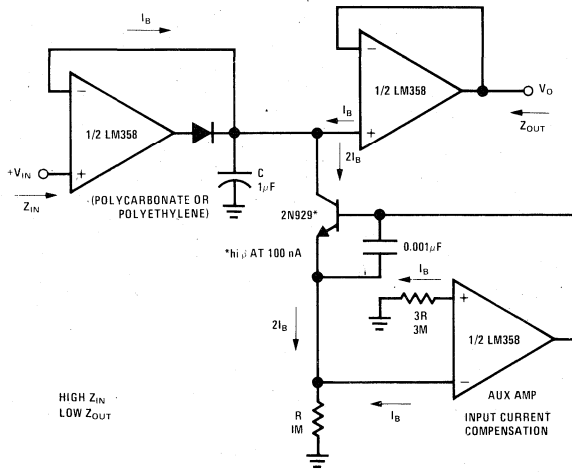 I_B
−
1/2 LM358
+
+V_IN
Z_IN
C
1μF
(POLYCARBONATE OR
POLYETHYLENE)
−
1/2 LM358
+
I_B
V_O
Z_OUT
2I_B
2N929*
*hi β AT 100 nA
0.001μF
I_B
3R
3M
+
1/2 LM358
−
2I_B
AUX AMP
INPUT CURRENT
COMPENSATION
I_B
R
1M
HIGH Z_IN
LOW Z_OUT